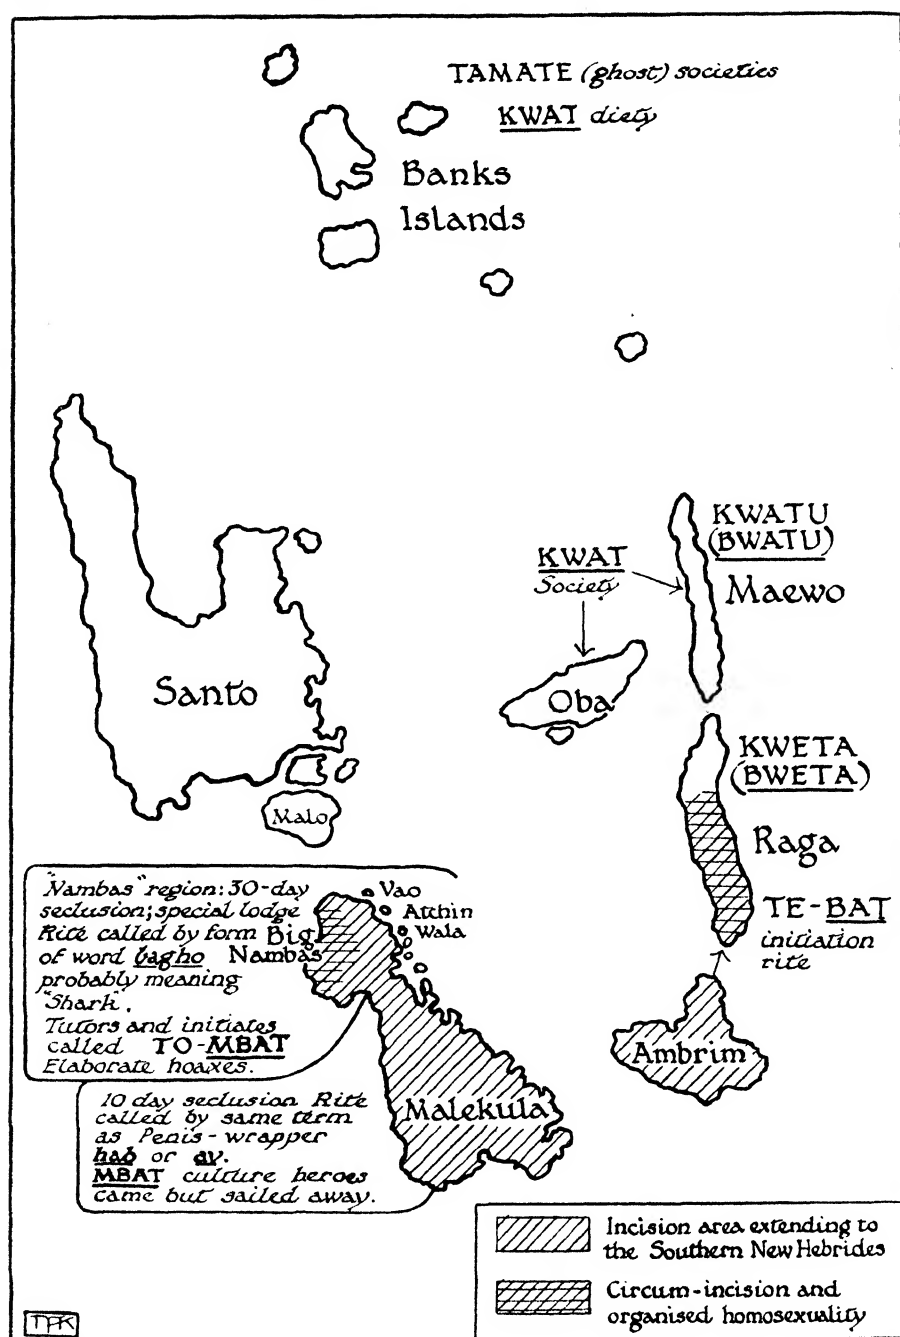 TAMATE (ghost) societies
KWAT diety
Banks
Islands
KWATU
(BWATU)
Maewo
KWAT
Society
Santo
Oba
KWETA
(BWETA)
Malo
Raga
TE-BAT
initiation
rite
"Nambas" region: 30-day
seclusion; special lodge
Rite called by form
of word bagho
probably meaning
"Shark".
Tutors and initiates
called TO-MBAT
Elaborate hoaxes.
Big
Nambas
Vao
Atchin
Wala
Ambrim
Malekula
10 day seclusion Rite
called by same term
as Penis-wrapper
hab or av.
MBAT culture heroes
came but sailed away.
Incision area extending to
the Southern New Hebrides
Circum-incision and
organised homosexuality